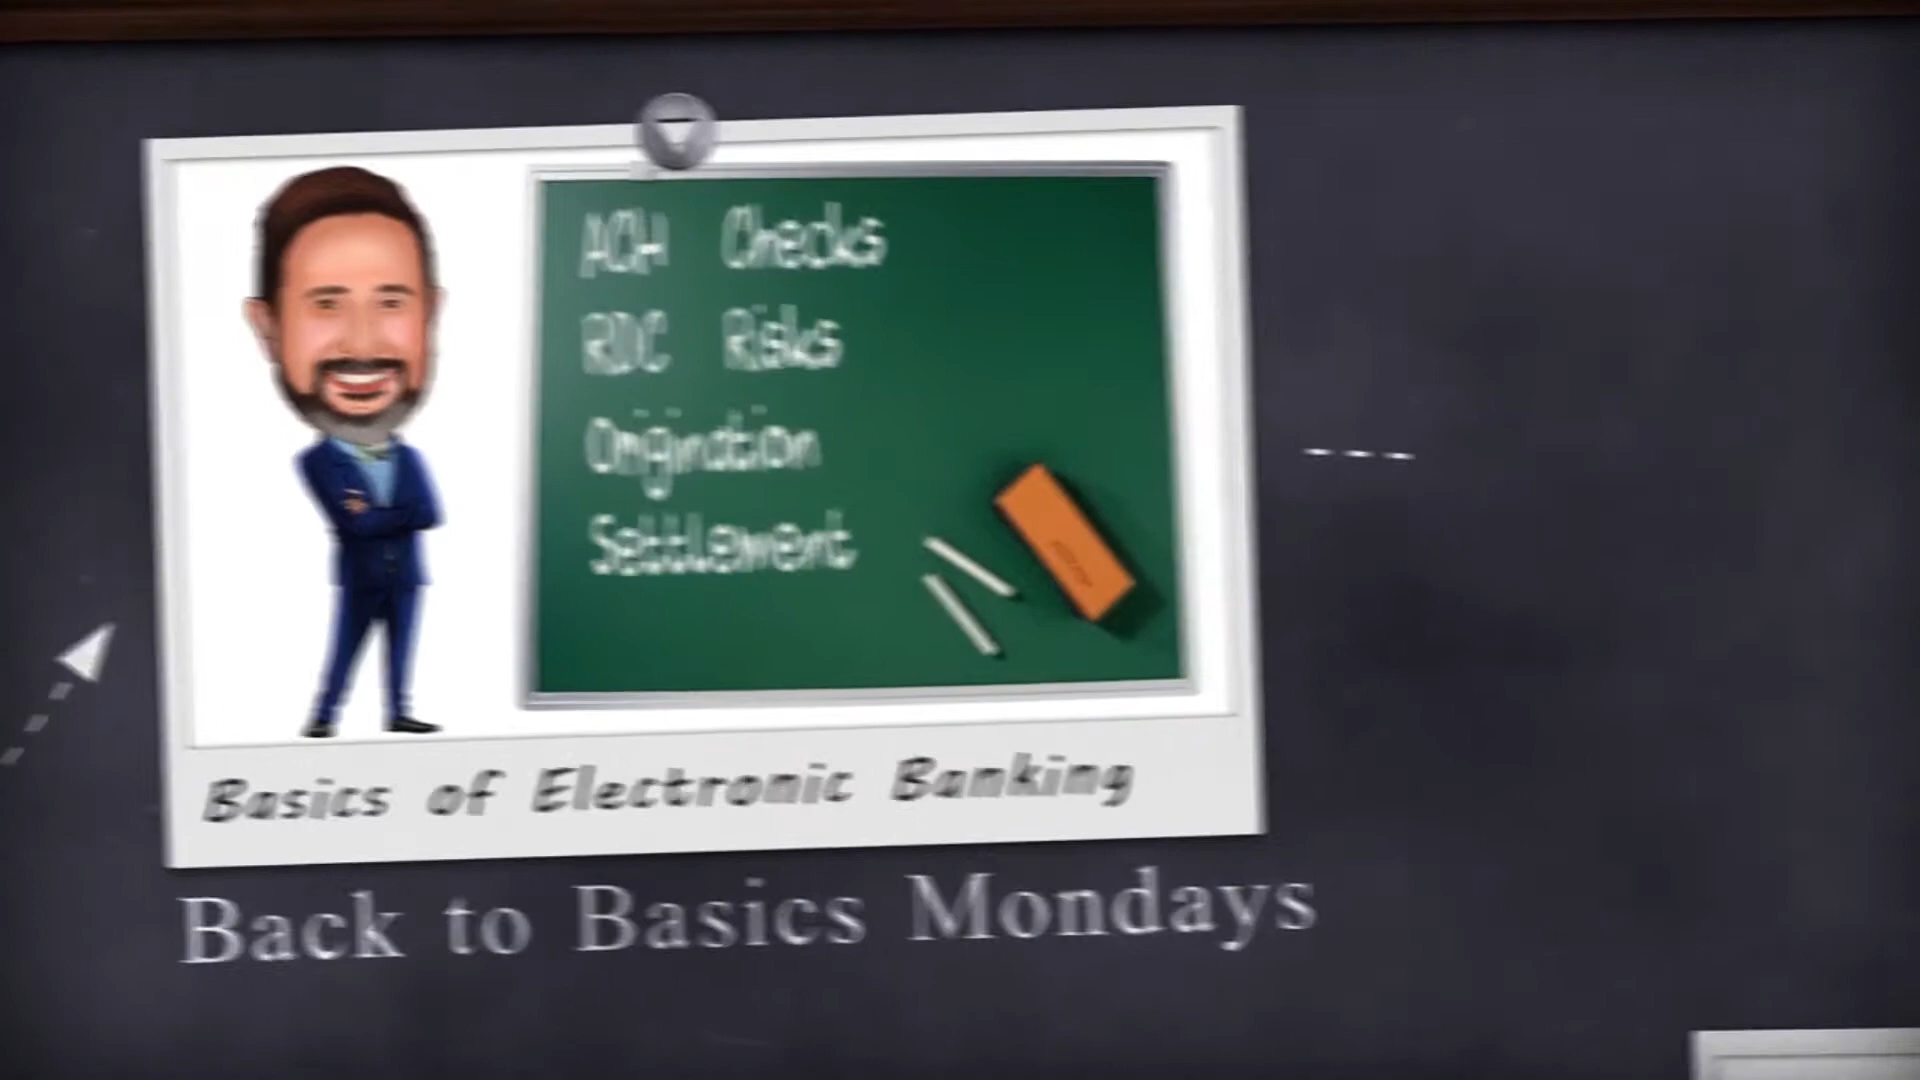 ACH Checks
RDC Risks
Origination
Settlement
Basics of Electronic Banking
Back to Basics Mondays